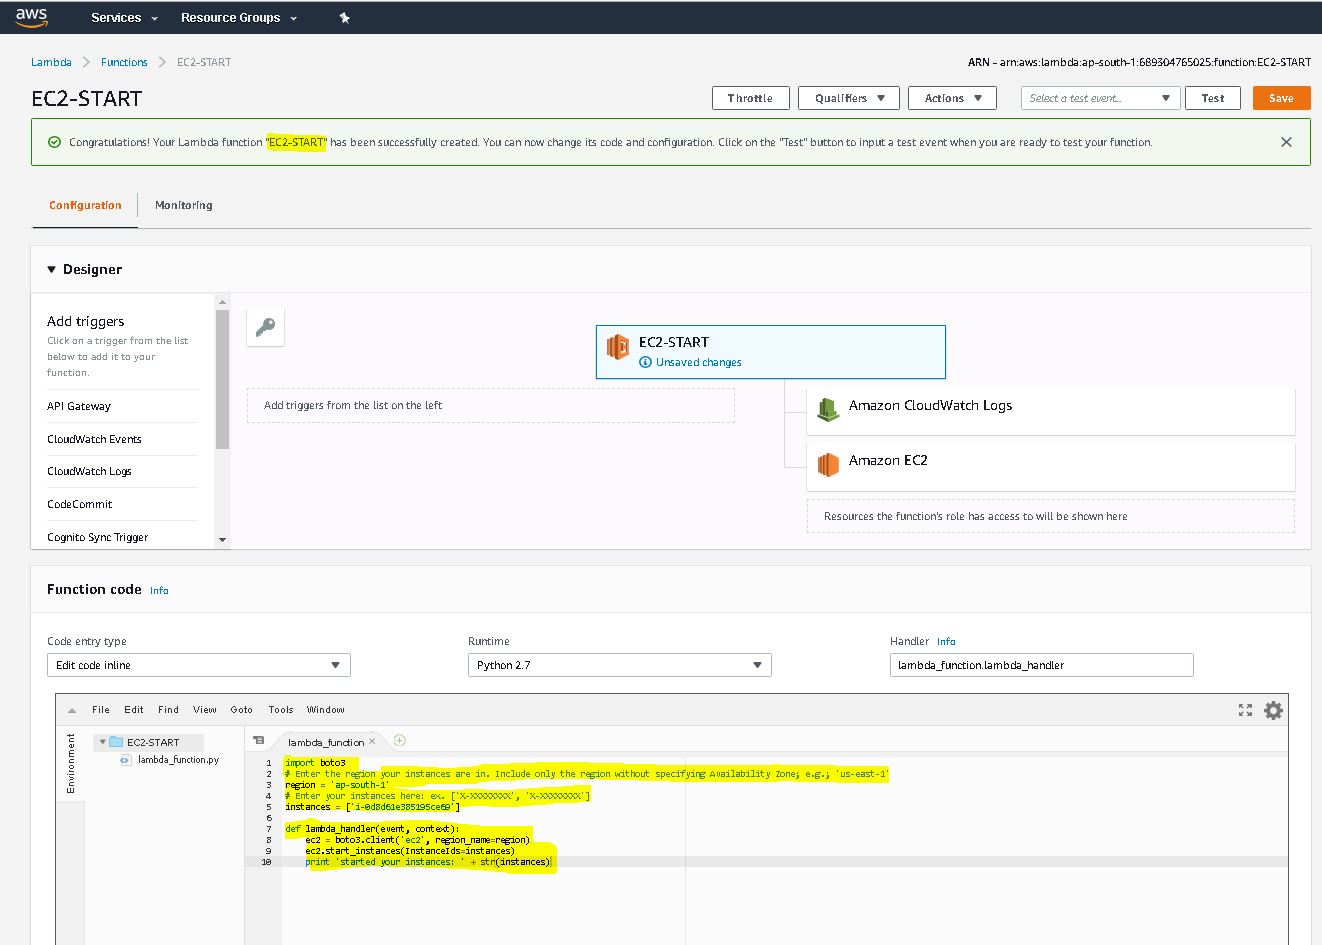 aws
Services
Resource Groups
Lambda
Functions
EC2-START
ARN - arn:aws:lambda:ap-south-1:689304765025:function:EC2-START
EC2-START
Throttle
Qualifiers
Actions
Select a test event..
Test
Save
Congratulations! Your Lambda function "EC2-START" has been successfully created. You can now change its code and configuration. Click on the "Test" button to input a test event when you are ready to test your function.
Configuration
Monitoring
Designer
Add triggers
Click on a trigger from the list
below to add it to your
function.
API Gateway
CloudWatch Events
CloudWatch Logs
CodeCommit
Cognito Sync Trigger
EC2-START
Unsaved changes
Add triggers from the list on the left
Amazon CloudWatch Logs
Amazon EC2
Resources the function's role has access to will be shown here
Function code Info
Code entry type
Edit code inline
Runtime
Python 2.7
Handler Info
lambda_function.lambda_handler
File Edit Find View Goto Tools Window
Environment
EC2-START
lambda_function.py
lambda_function
1 import boto3
2 # Enter the region your instances are in. Include only the region without specifying Availability Zone; e.g.; 'us-east-1'
3 region = 'ap-south-1'
4 # Enter your instances here: ex. ['X-XXXXXXXX', 'X-XXXXXXXX']
5 instances = ['i-0d8d61e385195ce69']
6
7 def lambda_handler(event, context):
8 ec2 = boto3.client('ec2', region_name=region)
9 ec2.start_instances(InstanceIds=instances)
10 print 'started your instances: ' + str(instances)